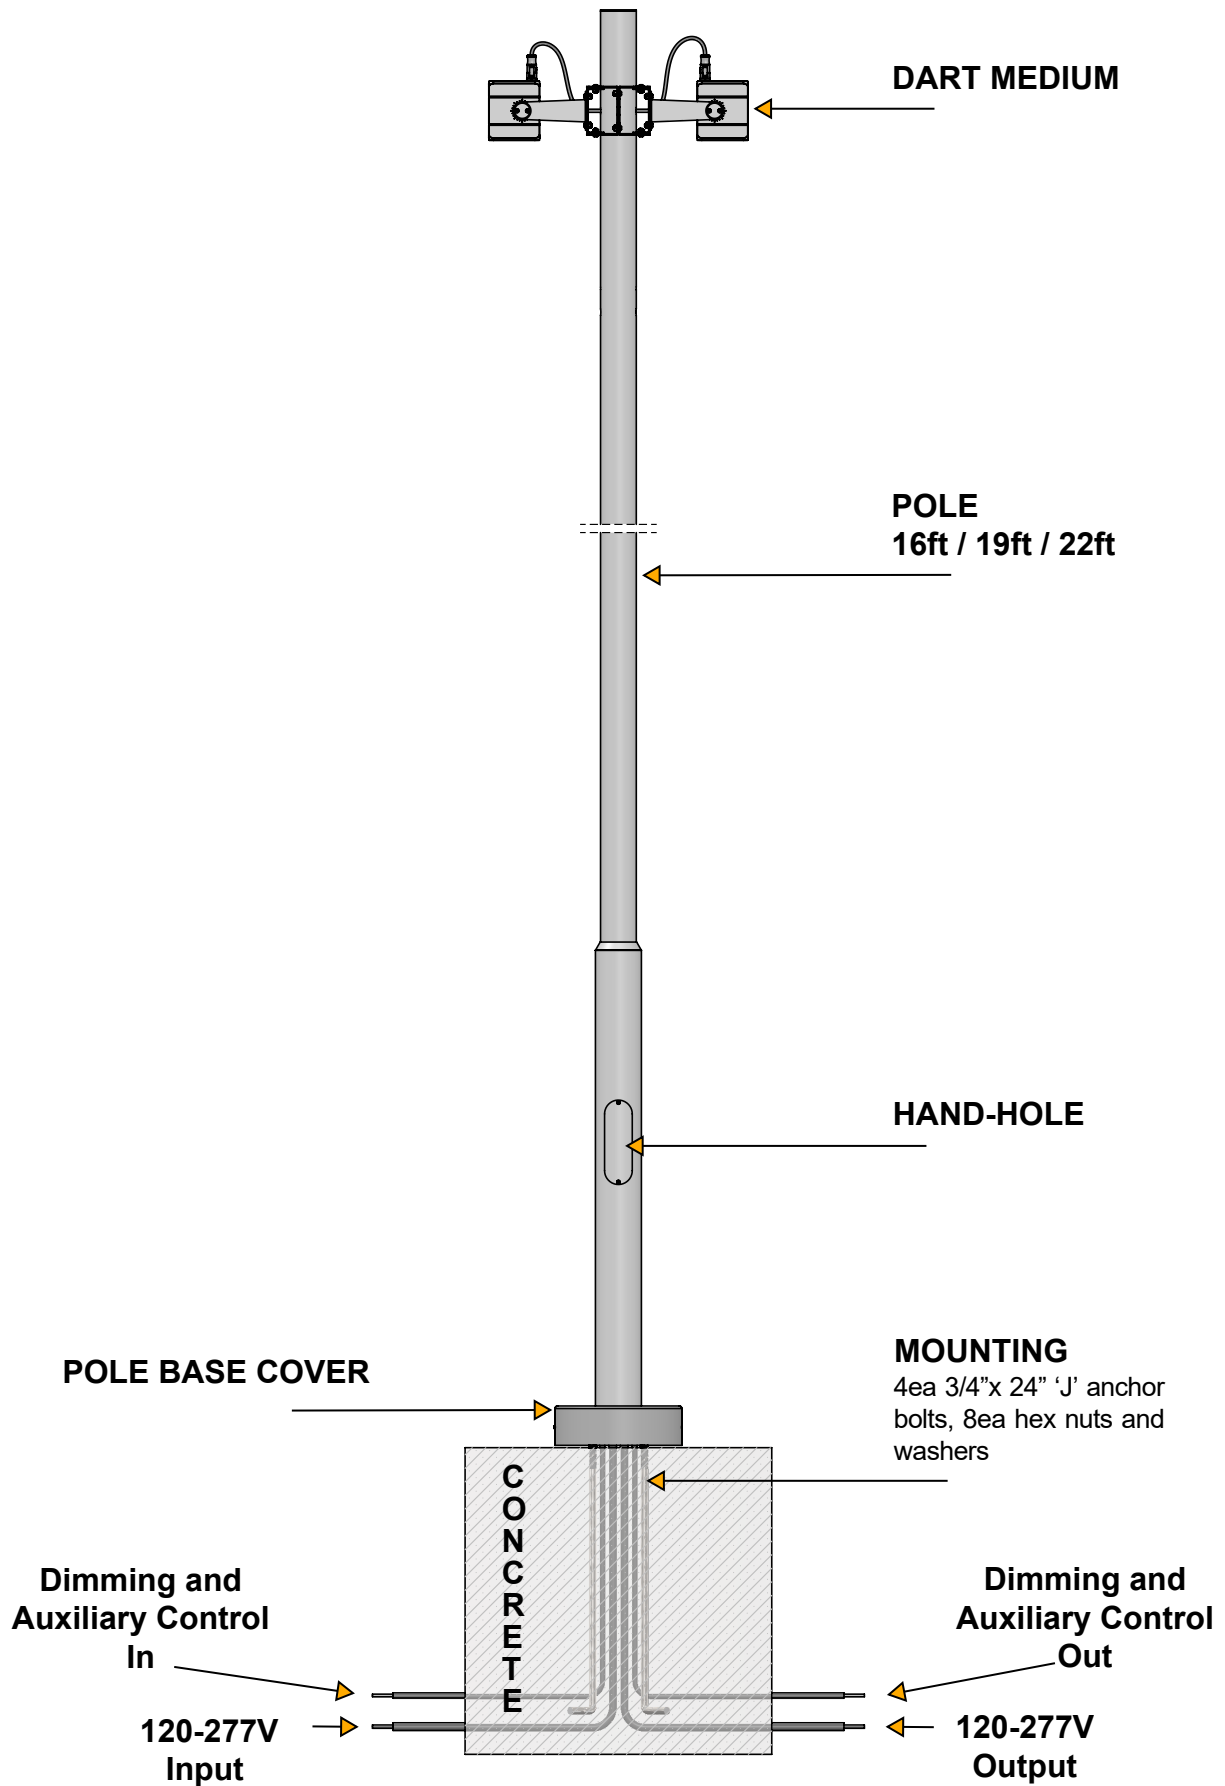 DART MEDIUM
POLE
16ft / 19ft / 22ft
HAND-HOLE
POLE BASE COVER
MOUNTING
4ea 3/4”x 24” ‘J’ anchor
bolts, 8ea hex nuts and
washers
CONCRETE
Dimming and
Auxiliary Control
In
Dimming and
Auxiliary Control
Out
120-277V
Input
120-277V
Output